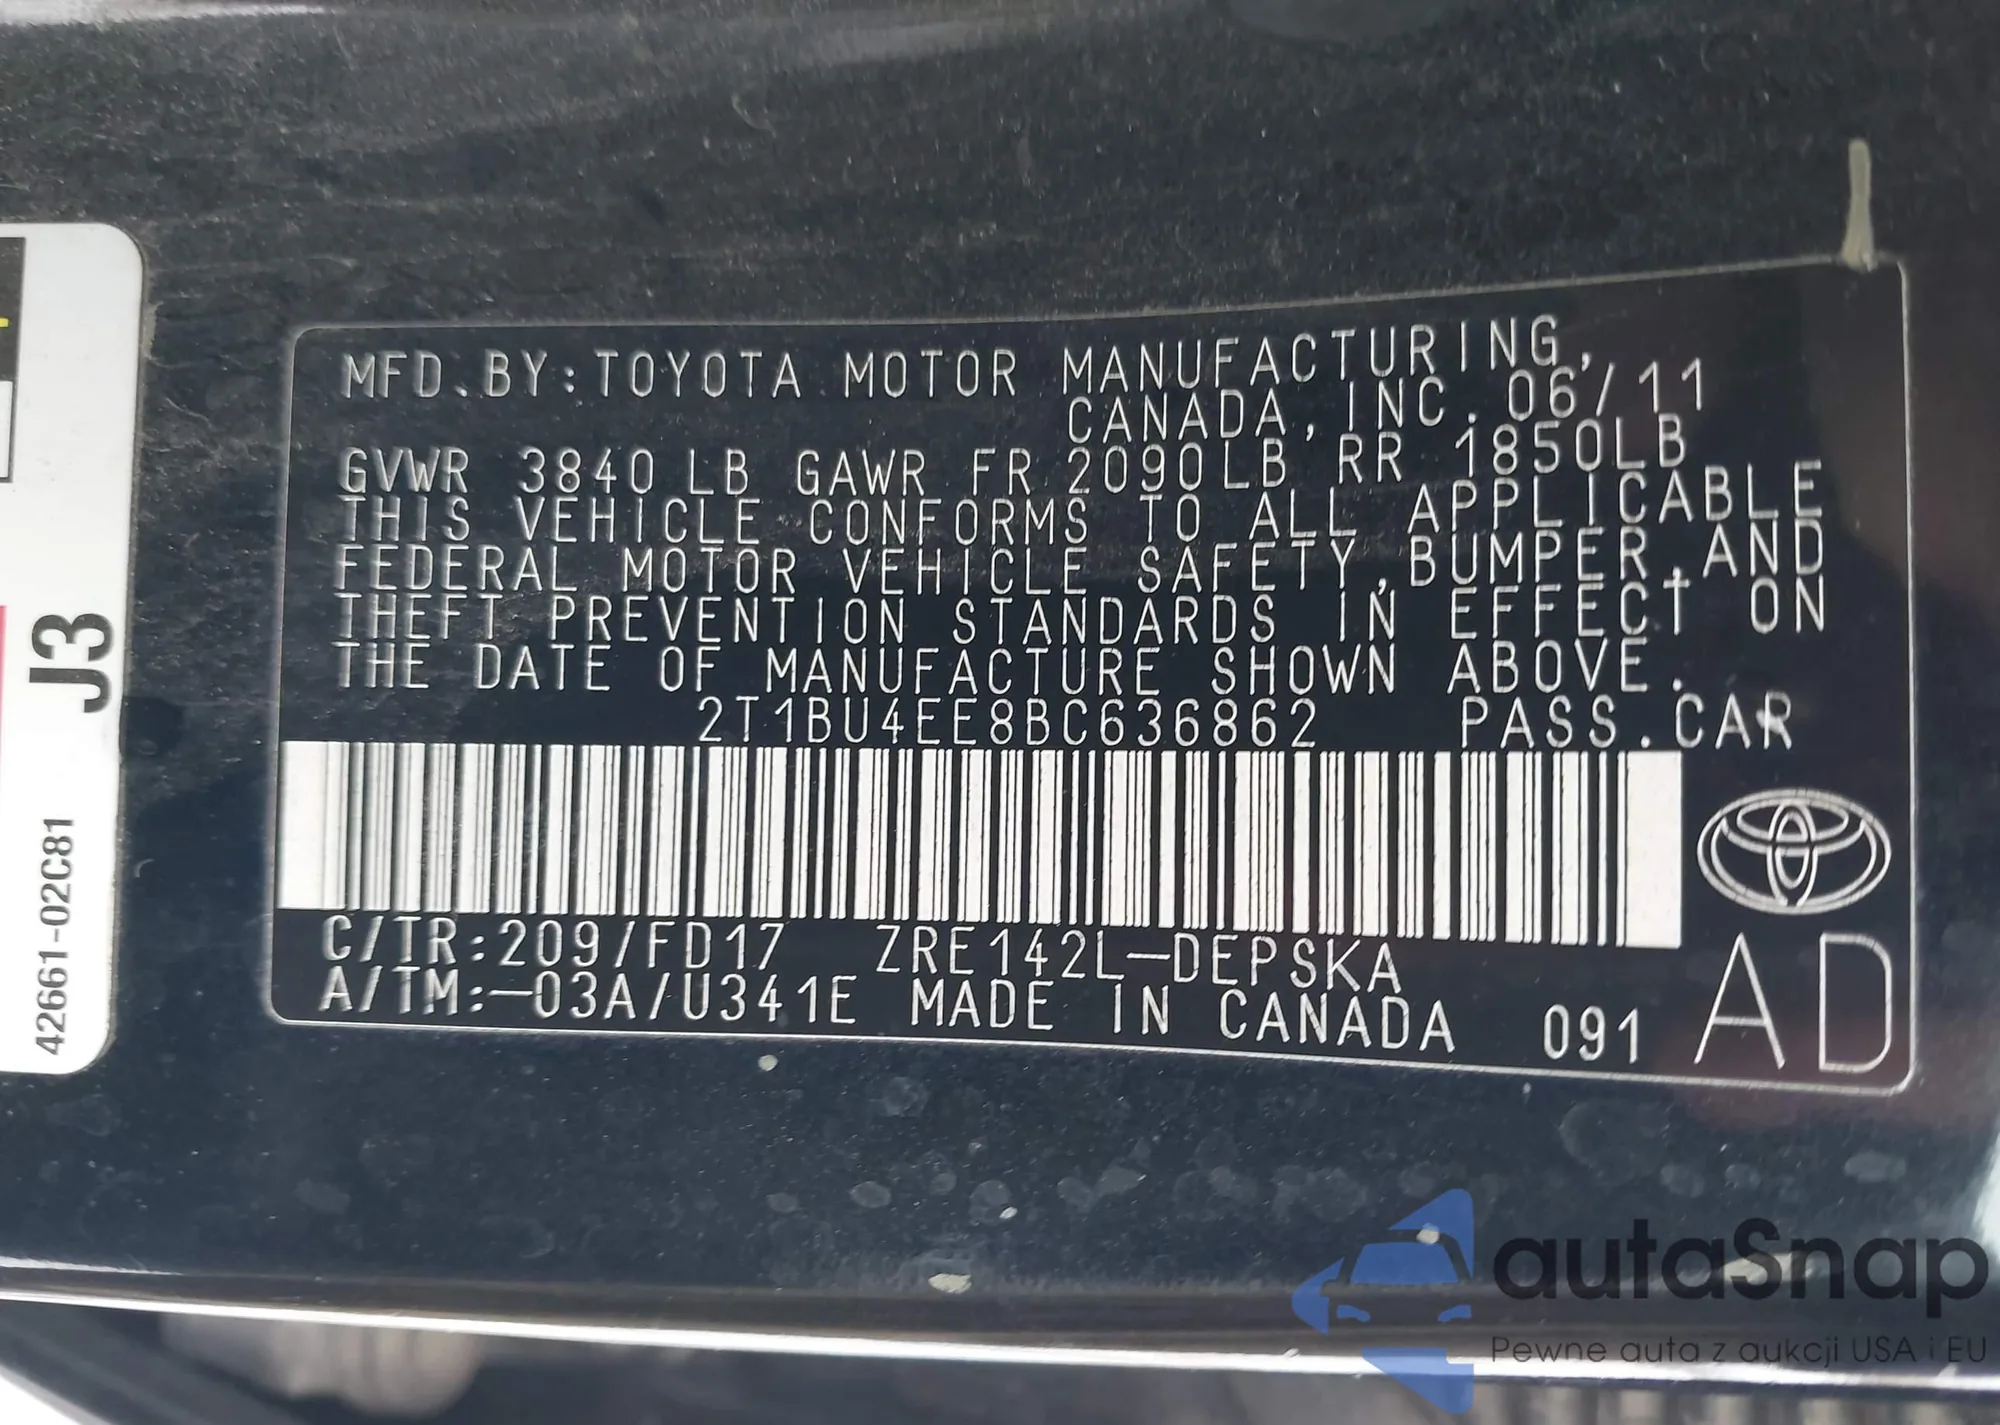 MFD.BY:TOYOTA MOTOR MANUFACTURING,
CANADA, INC. 06/11
GVWR 3840 LB GAWR FR 2090LB RR 1850LB
THIS VEHICLE CONFORMS TO ALL APPLICABLE
FEDERAL MOTOR VEHICLE SAFETY,BUMPER,AND
THEFT PREVENTION STANDARDS IN EFFECT ON
THE DATE OF MANUFACTURE SHOWN ABOVE.
2T1BU4EE8BC636862 PASS.CAR
C/TR:209/FD17 ZRE142L-DEPSKA
A/TM:-03A/U341E MADE IN CANADA 091
AD
J3
42661-02C81
autaSnap
Pewne auta z aukcji USA i EU